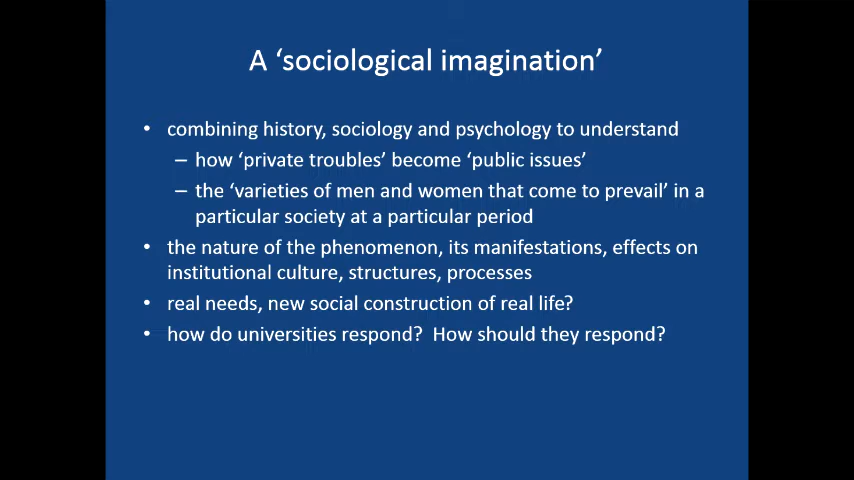 A ‘sociological imagination’
• combining history, sociology and psychology to understand
– how ‘private troubles’ become ‘public issues’
– the ‘varieties of men and women that come to prevail’ in a
particular society at a particular period
• the nature of the phenomenon, its manifestations, effects on
institutional culture, structures, processes
• real needs, new social construction of real life?
• how do universities respond?  How should they respond?